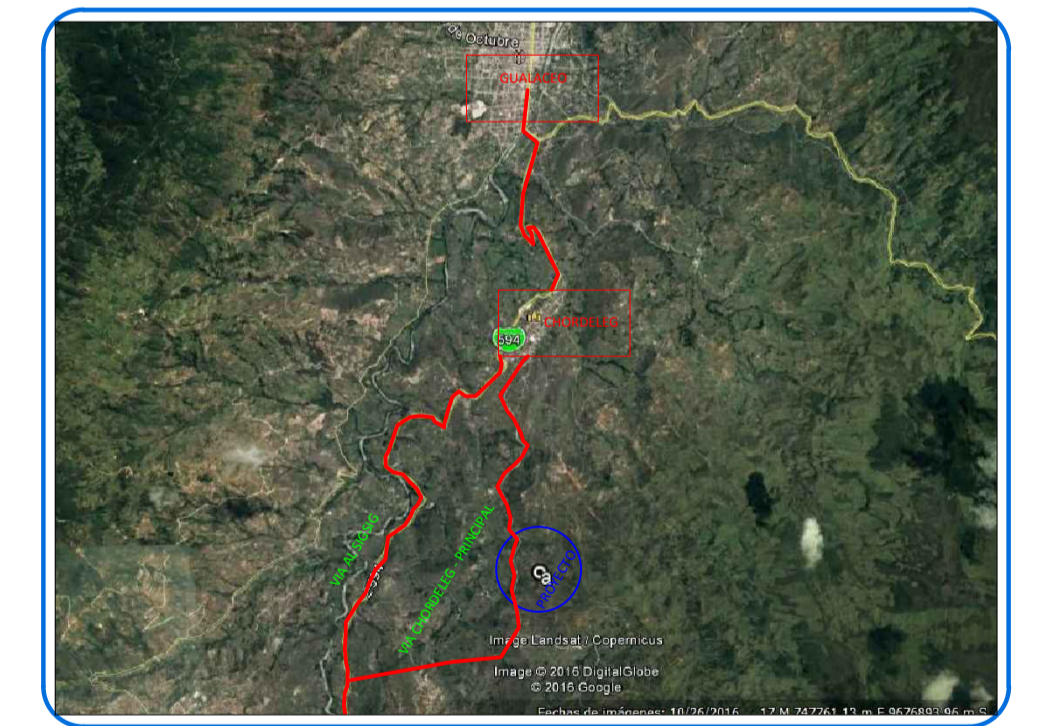 de Octubre
GUALACEO
CHORDELEG
594
VIA AL SIGSIG
VIA CHORDELEG - PRINCIPAL
PROYECTO
Image Landsat / Copernicus
Image © 2016 DigitalGlobe
© 2016 Google
Fechas de imágenes: 10/26/2016 17 M 747761.13 m E 9676893.96 m S